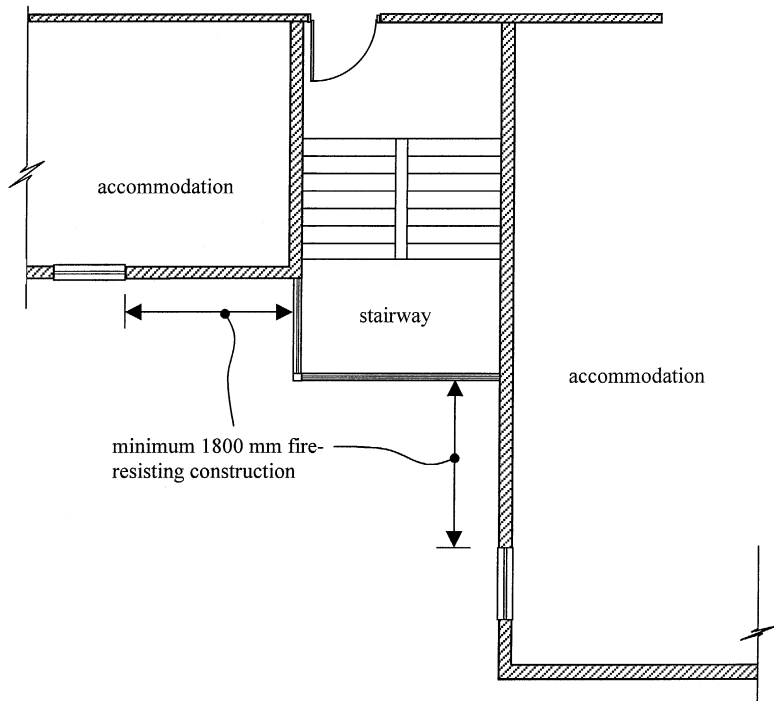 accommodation
stairway
accommodation
minimum 1800 mm fire-
resisting construction